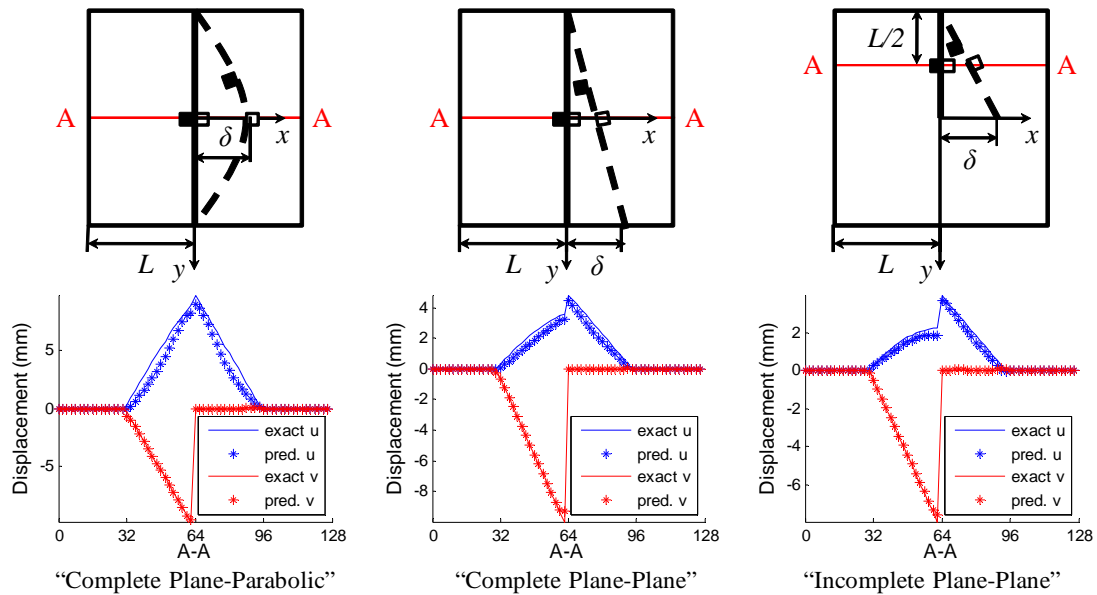 A
A
δ
x
L
y
A
A
x
L
y
δ
L/2
A
A
x
δ
L
y
Displacement (mm)
5
0
-5
exact u
pred. u
exact v
pred. v
0
32
64
96
128
A-A
"Complete Plane-Parabolic"
Displacement (mm)
4
2
0
-2
-4
-6
-8
exact u
pred. u
exact v
pred. v
0
32
64
96
128
A-A
"Complete Plane-Plane"
Displacement (mm)
2
0
-2
-4
-6
exact u
pred. u
exact v
pred. v
0
32
64
96
128
A-A
"Incomplete Plane-Plane"